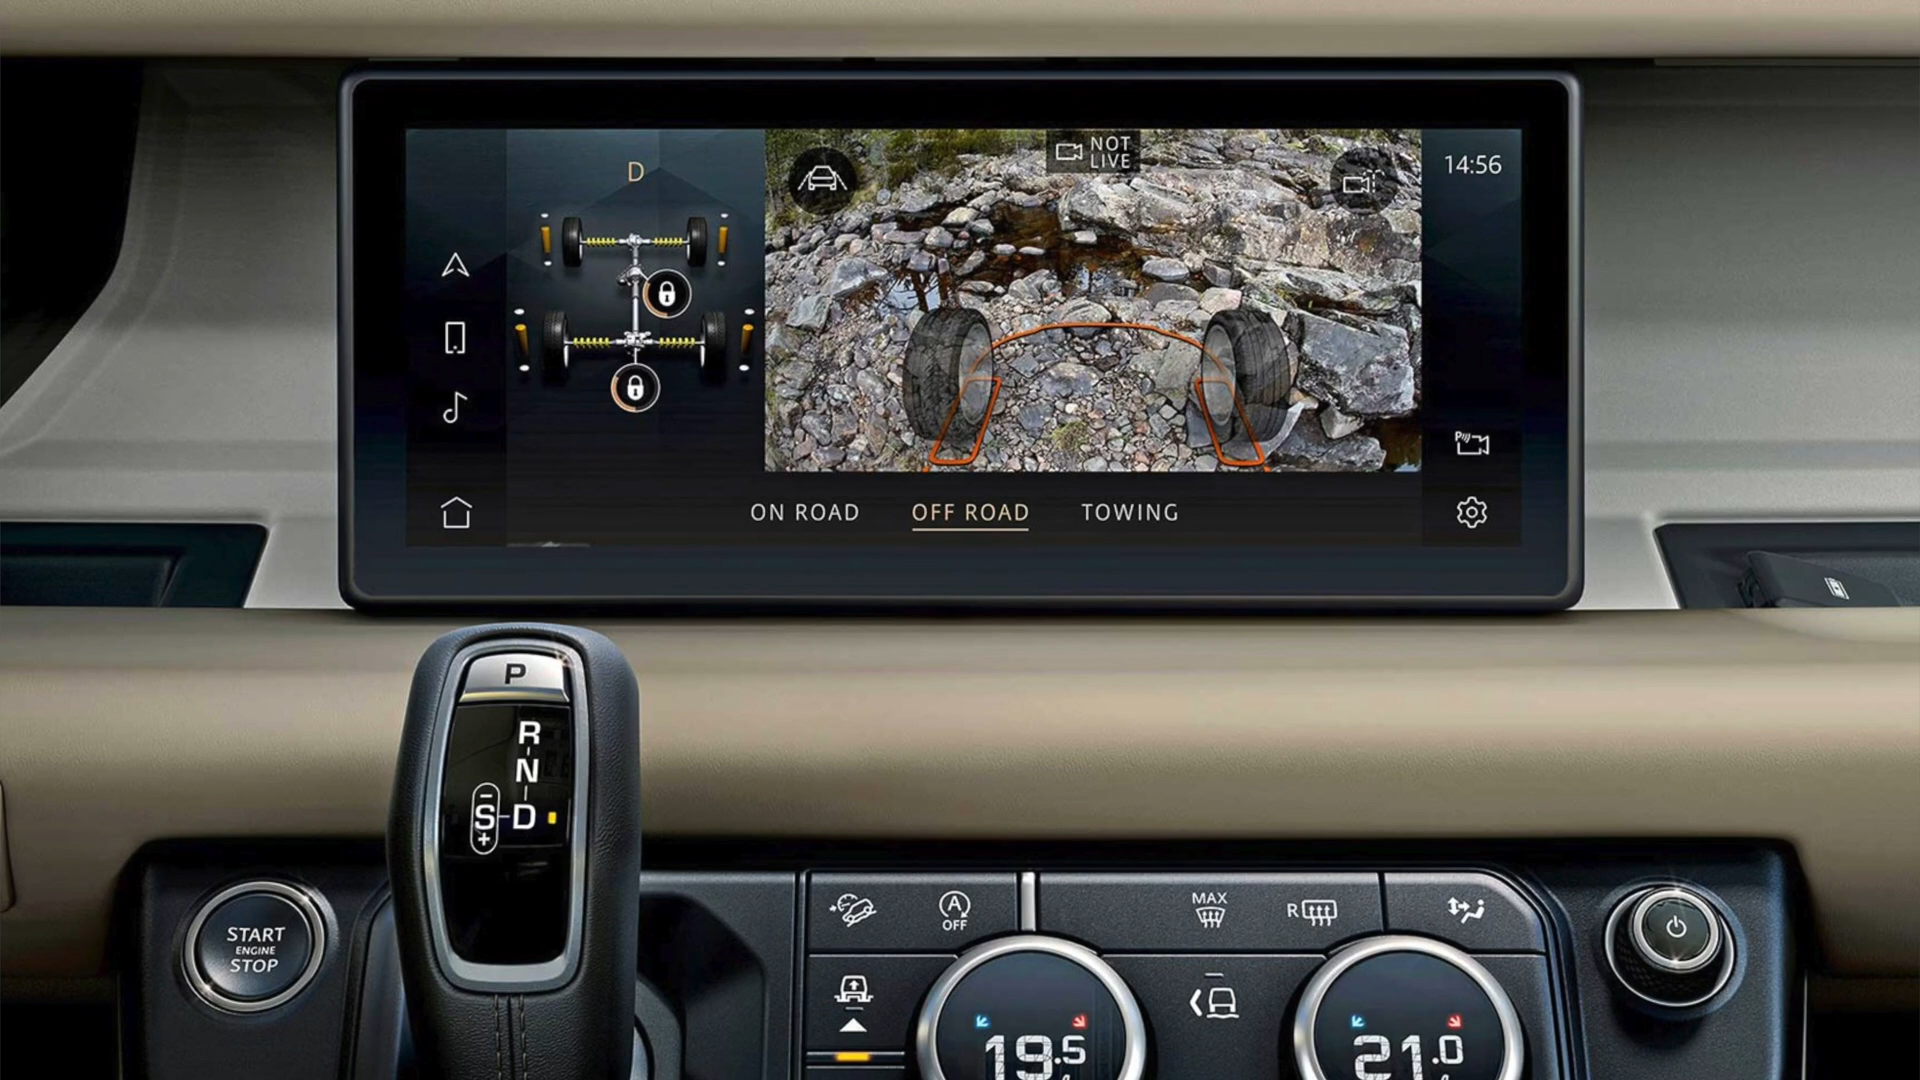 D
NOT
LIVE
14:56
P
ON ROAD
OFF ROAD
TOWING
P
R
N
S
D
START
ENGINE
STOP
A
OFF
MAX
R
19.5
21.0